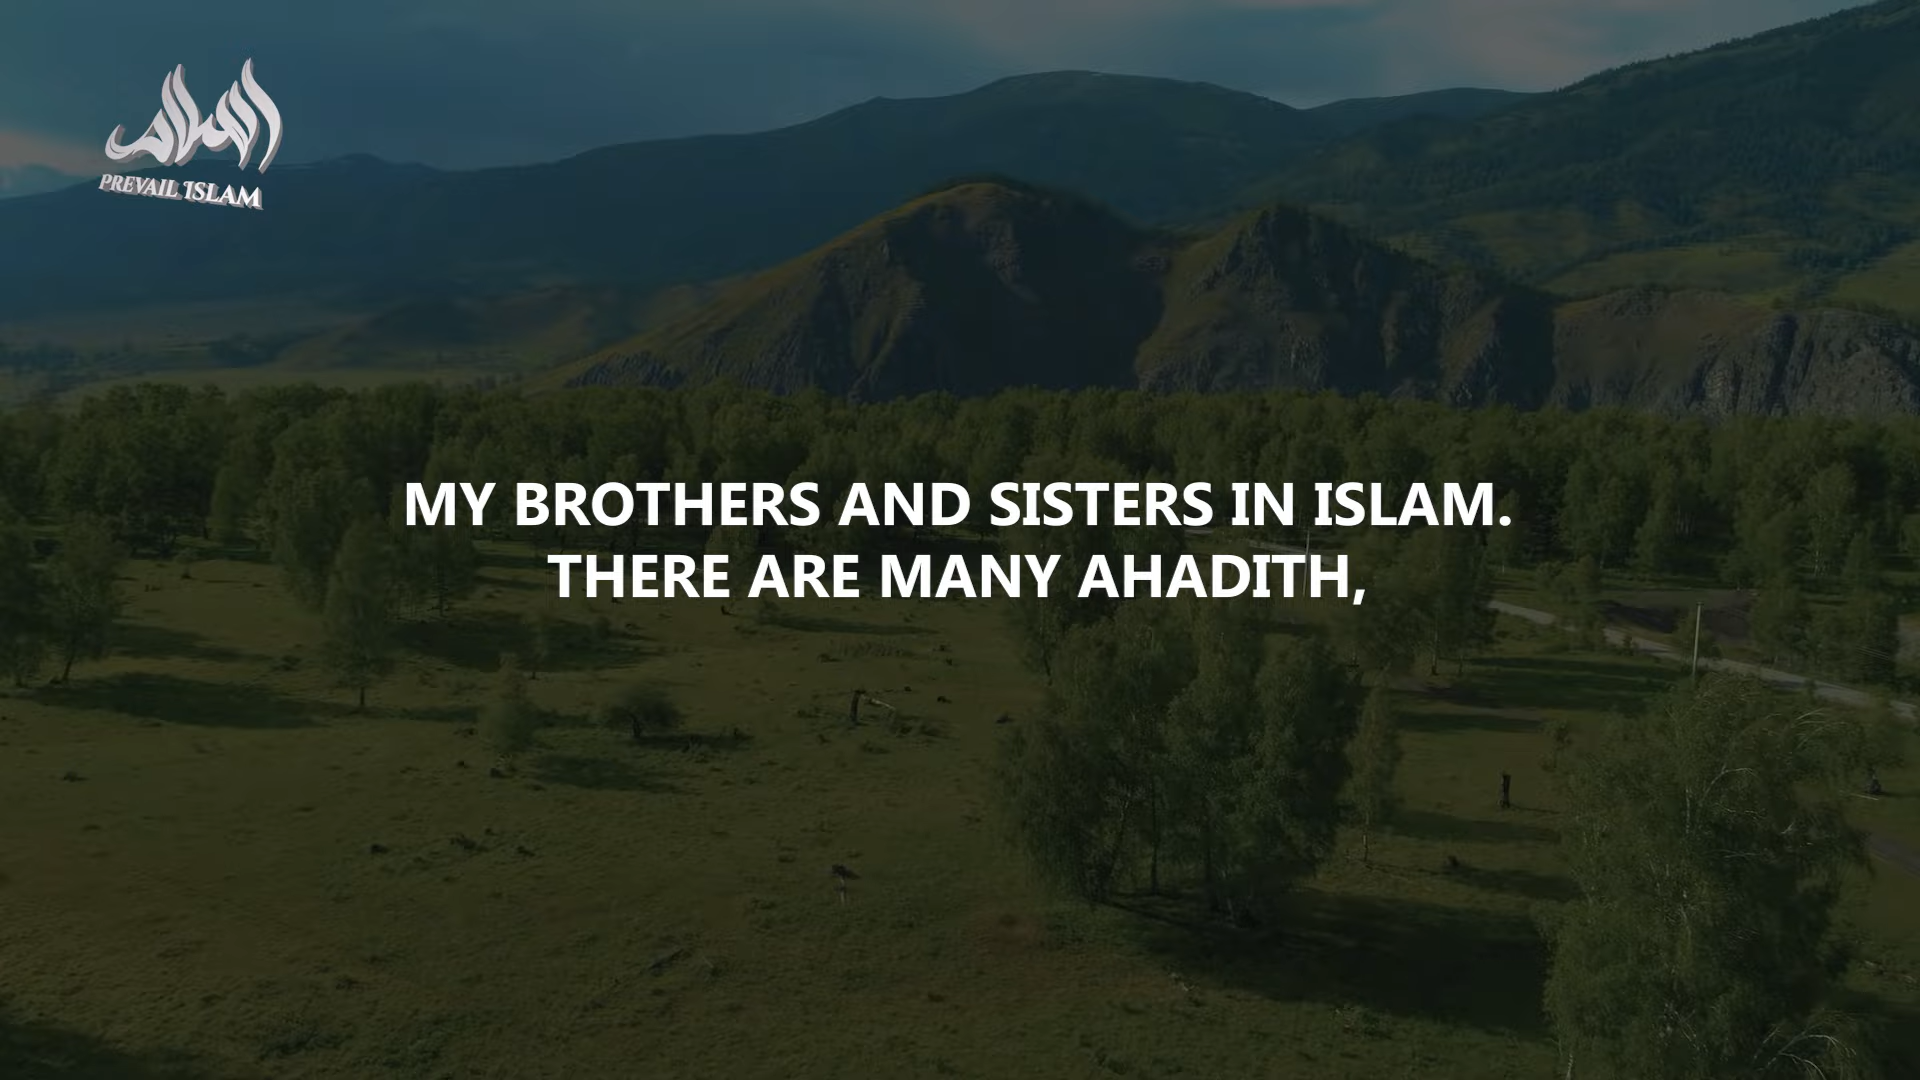 PREVAIL ISLAM
MY BROTHERS AND SISTERS IN ISLAM.
THERE ARE MANY AHADITH,